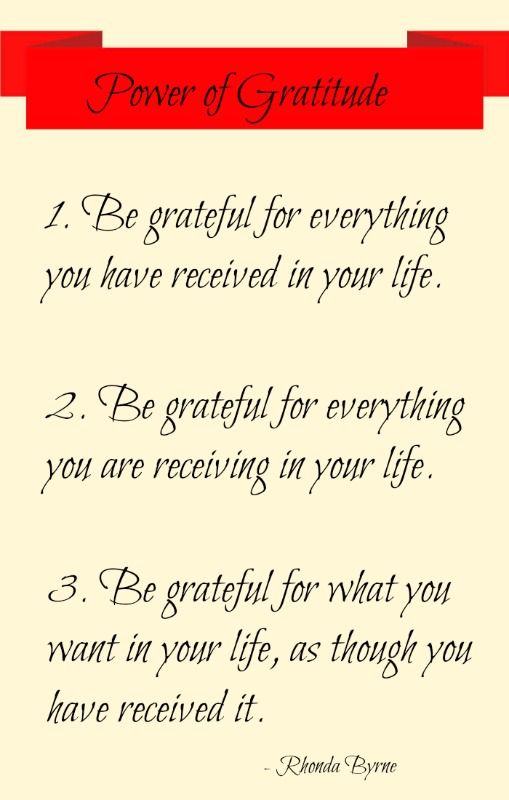 Power of Gratitude
1. Be grateful for everything
you have received in your life.
2. Be grateful for everything
you are receiving in your life.
3. Be grateful for what you
want in your life, as though you
have received it.
- Rhonda Byrne